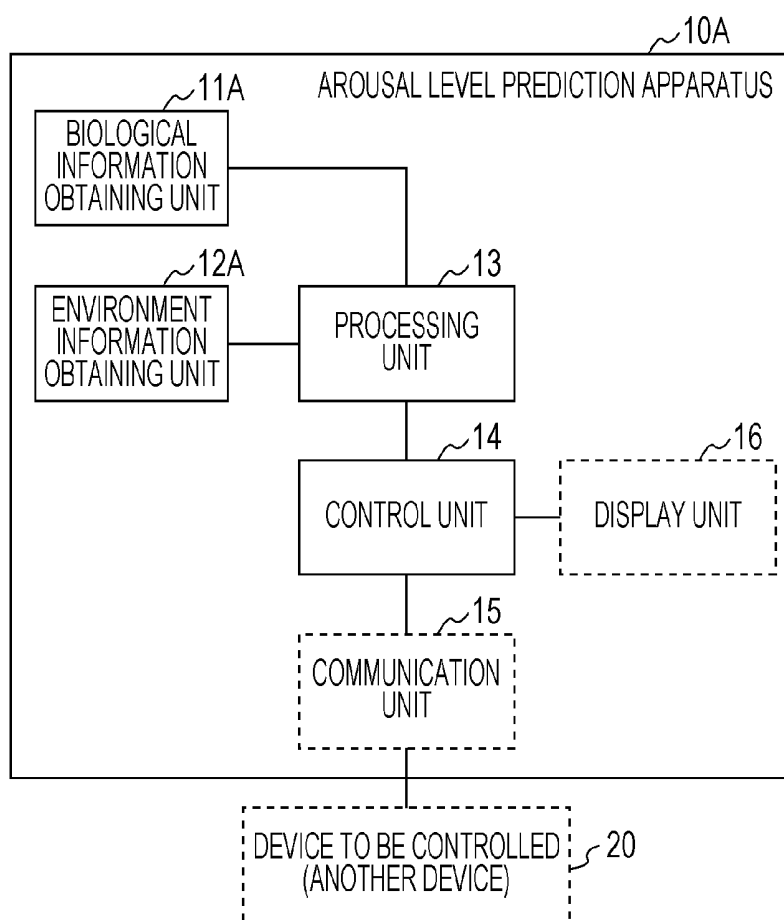 10A
AROUSAL LEVEL PREDICTION APPARATUS
11A
BIOLOGICAL
INFORMATION
OBTAINING UNIT
12A
ENVIRONMENT
INFORMATION
OBTAINING UNIT
13
PROCESSING
UNIT
14
CONTROL UNIT
16
DISPLAY UNIT
15
COMMUNICATION
UNIT
DEVICE TO BE CONTROLLED
(ANOTHER DEVICE)
20